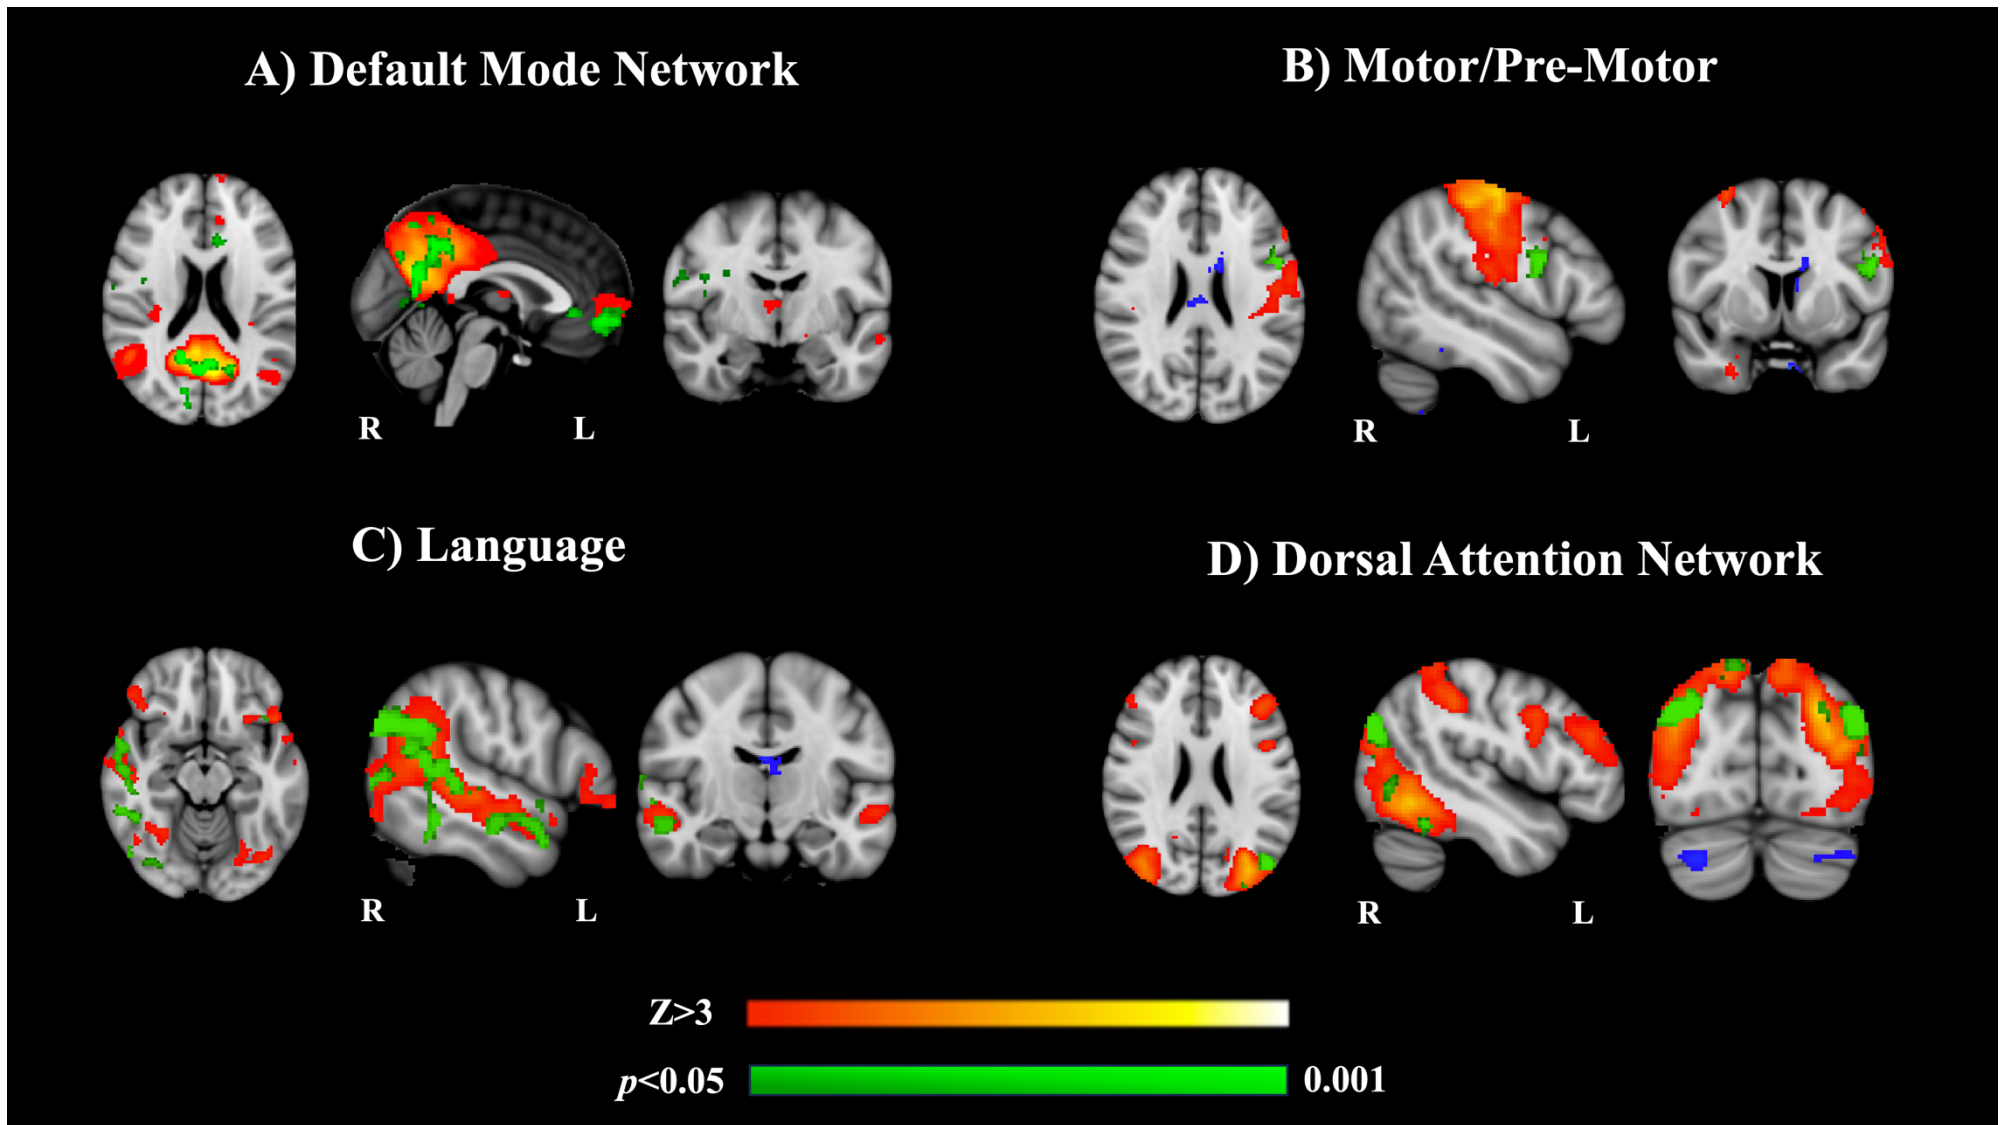 A) Default Mode Network
B) Motor/Pre-Motor
R L
R L
C) Language
D) Dorsal Attention Network
R L
R L
Z>3
p<0.05 0.001